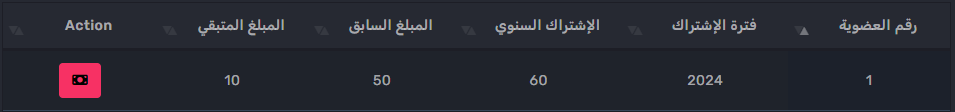 رقم العضوية فترة الإشتراك الإشتراك السنوي المبلغ السابق المبلغ المتبقي Action
1 2024 60 50 10